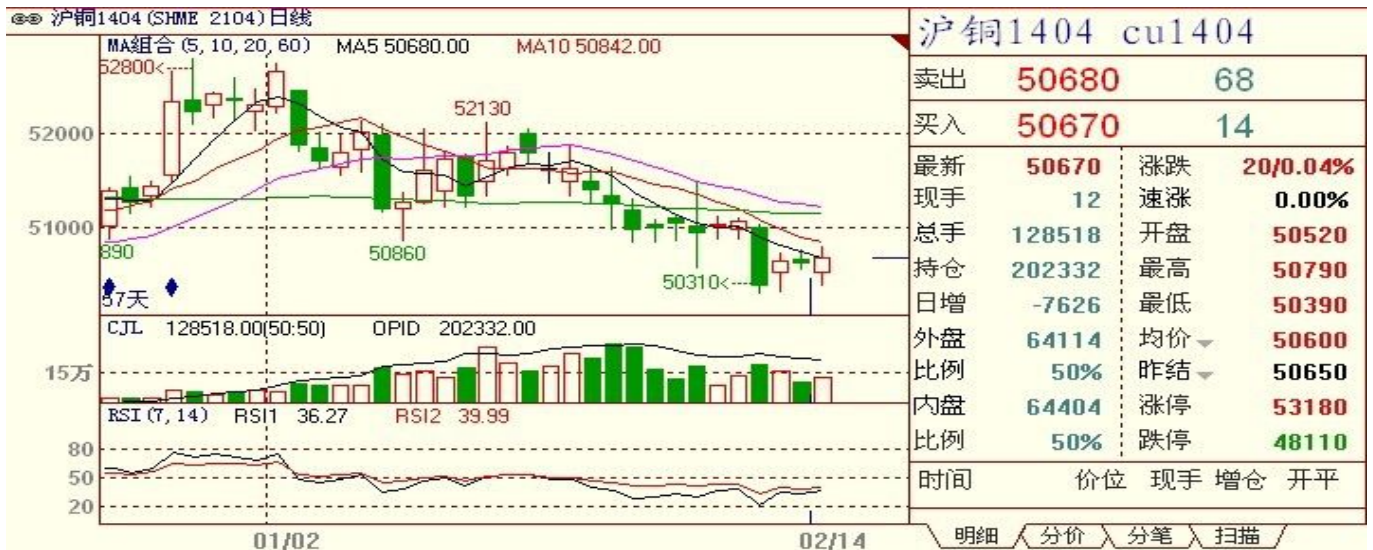 沪铜1404(SHME 2104)日线
MA组合(5, 10, 20, 60) MA5 50680.00 MA10 50842.00
52800
52130
52000
51000
890
50860
50310
57天
CJL 128518.00(50:50) OPID 202332.00
15万
RSI(7, 14) RSI1 36.27 RSI2 39.99
80
50
20
01/02 02/14
沪铜1404 cu1404
卖出 50680 68
买入 50670 14
最新 50670 涨跌 20/0.04%
现手 12 速涨 0.00%
总手 128518 开盘 50520
持仓 202332 最高 50790
日增 -7626 最低 50390
外盘 64114 均价 50600
比例 50% 昨结 50650
内盘 64404 涨停 53180
比例 50% 跌停 48110
时间 价位 现手 增仓 开平
明细 分价 分笔 扫描